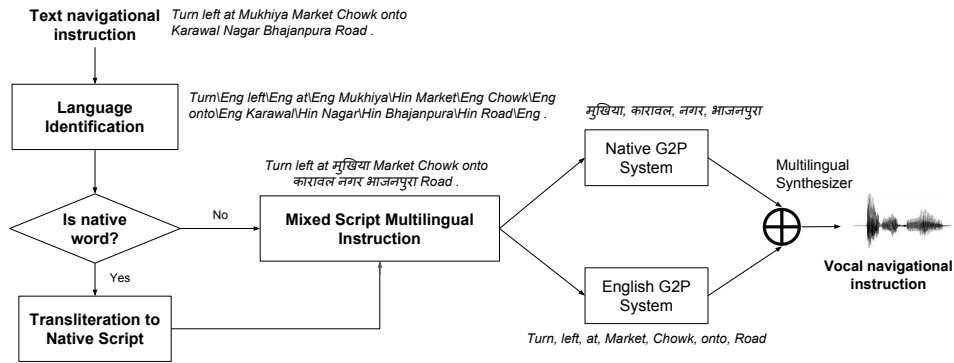 Text navigational
instruction
Turn left at Mukhiya Market Chowk onto
Karawal Nagar Bhajanpura Road .
Language
Identification
Turn\Eng left\Eng at\Eng Mukhiya\Hin Market\Eng Chowk\Eng
onto\Eng Karawal\Hin Nagar\Hin Bhajanpura\Hin Road\Eng .
Is native
word?
No
Yes
Transliteration to
Native Script
Turn left at मुखिया Market Chowk onto
कारावल नगर भाजनपुरा Road .
Mixed Script Multilingual
Instruction
मुखिया, कारावल, नगर, भाजनपुरा
Native G2P
System
English G2P
System
Turn, left, at, Market, Chowk, onto, Road
Multilingual
Synthesizer
Vocal navigational
instruction